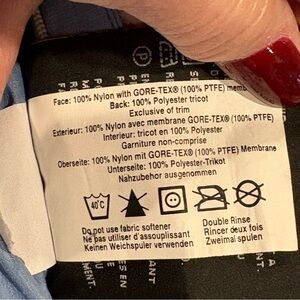 Face: 100% Nylon with GORE-TEX® (100% PTFE)
Back: 100% Polyester tricot
Exclusive of trim
Exterieur: 100% Nylon avec membrane GORE-TEX® (100% PTFE)
Interieur: tricot en 100% Polyester
Garniture non-comprise
Oberseite: 100% Nylon mit GORE-TEX® (100% PTFE) Membrane
Unterseite: 100% Polyester-Trikot
Nahzubehor ausgenommen
40°C
Do not use fabric softener
Ne pas utiliser d'assouplissant
Keinen Weichspuler verwenden
Double Rinse
Rincer deux fois
Zweimal spulen